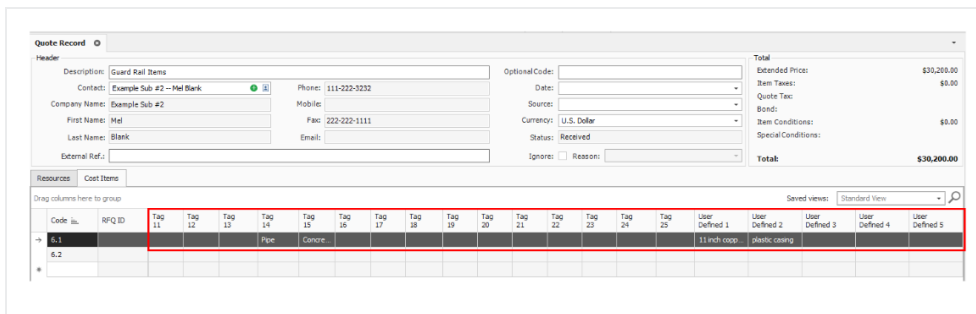 Quote Record
Header
Description: Guard Rail Items
Contact: Example Sub #2 -- Mel Blank
Phone: 111-222-3232
Company Name: Example Sub #2
Mobile:
First Name: Mel
Fax: 222-222-1111
Last Name: Blank
Email:
External Ref.:
Optional Code:
Date:
Source:
Currency: U.S. Dollar
Status: Received
Ignore: Reason:
Total
Extended Price: $30,200.00
Item Taxes: $0.00
Quote Tax:
Bond:
Item Conditions: $0.00
Special Conditions:
Total: $30,200.00
Resources Cost Items
Drag columns here to group
Saved views: Standard View
Code RFQ ID Tag 11 Tag 12 Tag 13 Tag 14 Tag 15 Tag 16 Tag 17 Tag 18 Tag 19 Tag 20 Tag 21 Tag 22 Tag 23 Tag 24 Tag 25 User Defined 1 User Defined 2 User Defined 3 User Defined 4 User Defined 5
6.1 Pipe Concre... 11 inch copp... plastic casing
6.2